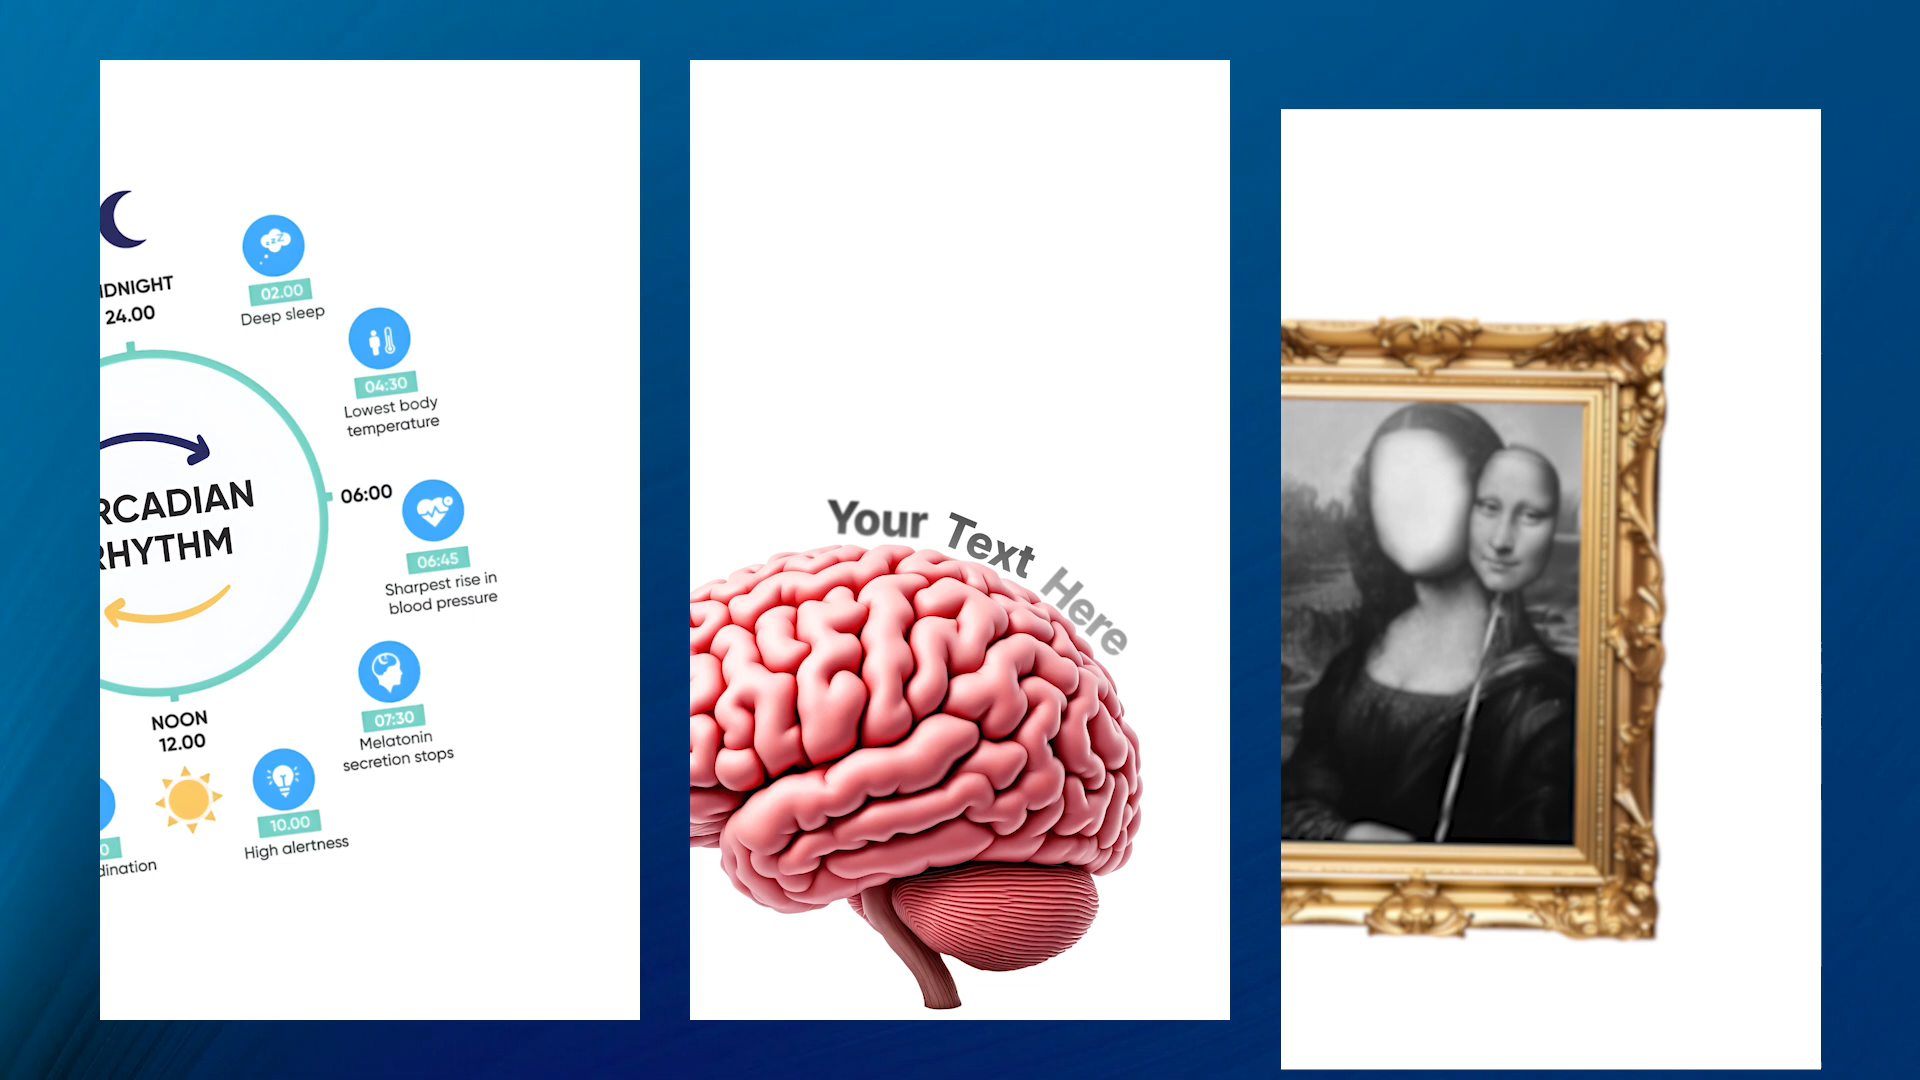 IDNIGHT
24.00
02.00
Deep sleep
04:30
Lowest body
temperature
RCADIAN
RHYTHM
06:00
06:45
Sharpest rise in
blood pressure
07:30
Melatonin
secretion stops
NOON
12.00
10.00
High alertness
0
dination
Your Text Here